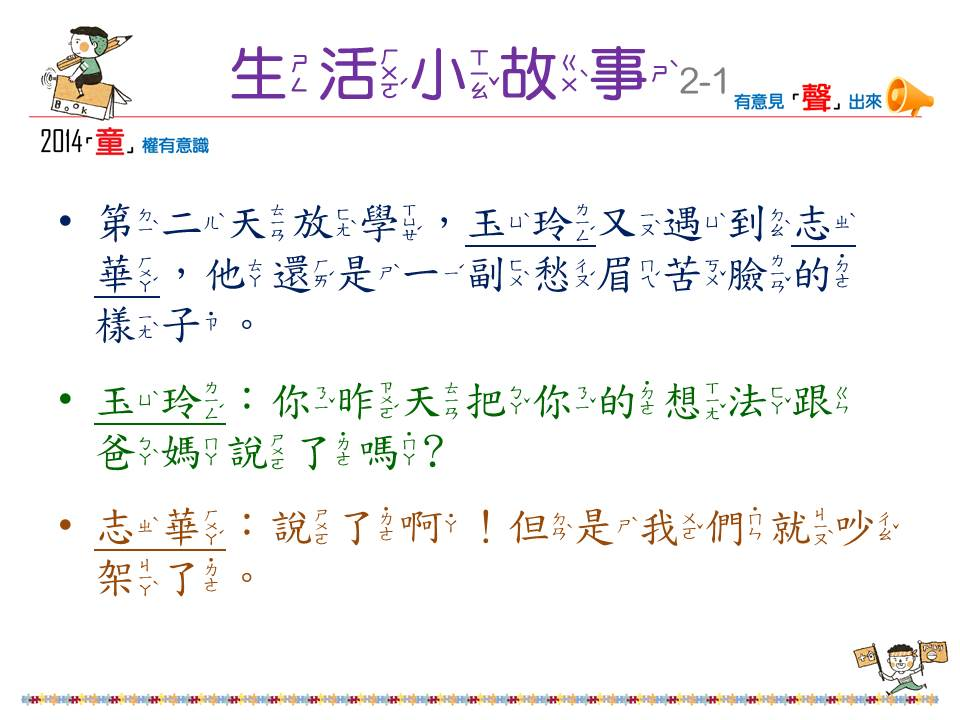 生活小故事2-1
有意見「聲」出來
Book
2014「童」權有意識
• 第二天放學，玉玲又遇到志
華，他還是一副愁眉苦臉的
樣子。
• 玉玲：你昨天把你的想法跟
爸媽說了嗎？
• 志華：說了啊！但是我們就吵
架了。